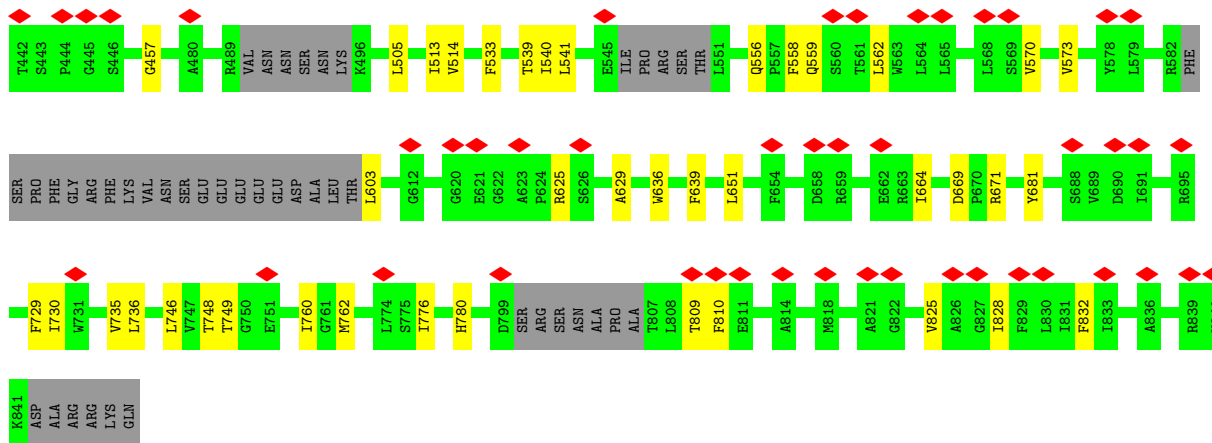 T442 S443 P444 G445 S446 G457 A480 R489 VAL ASN ASN SER ASN LYS K496 L505 I513 V514 F533 T539 I540 L541 E545 ILE PRO ARG SER THR L551 Q556 P557 F558 Q559 S560 T561 L562 W563 L564 L565 L568 S569 V570 V573 Y578 L579 R582 PHE
SER PRO PHE GLY ARG PHE LYS VAL ASN SER GLU GLU GLU GLU GLU ASP ALA LEU THR L603 G612 G620 E621 G622 A623 P624 R625 S626 A629 W636 F639 L651 F654 D658 R659 E662 R663 I664 D669 P670 R671 Y681 S688 V689 D690 I691 R695
F729 I730 W731 V735 L736 L746 V747 T748 T749 G750 E751 I760 G761 M762 L774 S775 I776 H780 D799 SER ARG SER ASN ALA PRO ALA T807 L808 T809 F810 E811 A814 M818 A821 G822 V825 A826 G827 I828 F829 L830 I831 F832 I833 A836 R839
K841 ASP ALA ARG ARG LYS GLN